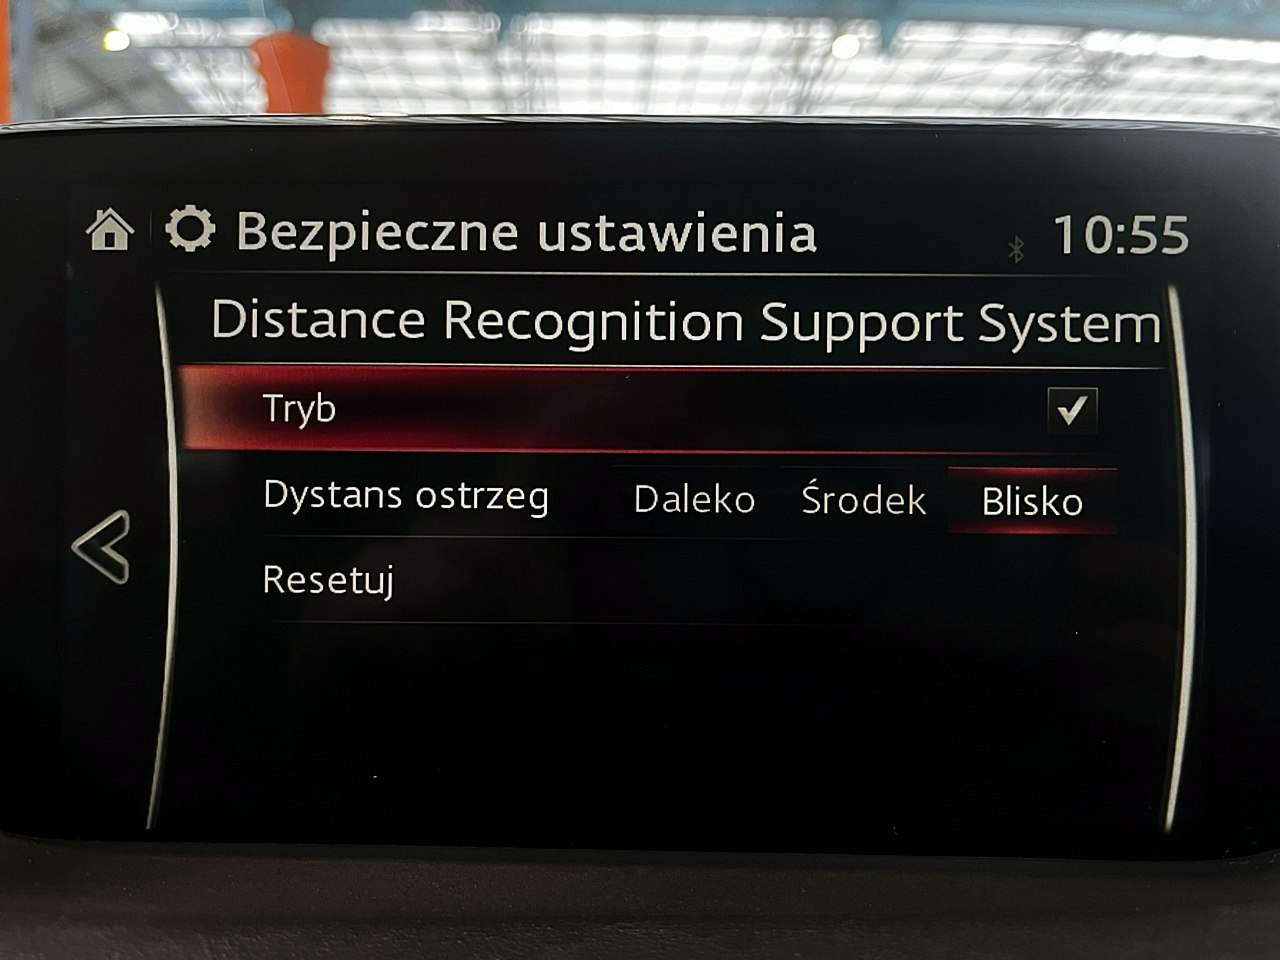 Bezpieczne ustawienia 10:55
Distance Recognition Support System
Tryb
Dystans ostrzeg Daleko Środek Blisko
Resetuj